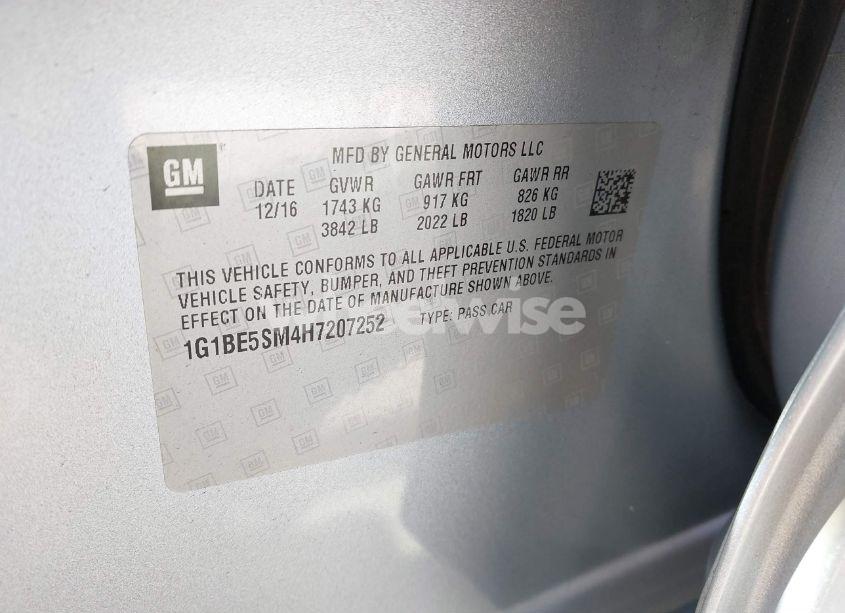 GM
MFD BY GENERAL MOTORS LLC
DATE GVWR GAWR FRT GAWR RR
12/16 1743 KG 917 KG 826 KG
3842 LB 2022 LB 1820 LB
THIS VEHICLE CONFORMS TO ALL APPLICABLE U.S. FEDERAL MOTOR
VEHICLE SAFETY, BUMPER, AND THEFT PREVENTION STANDARDS IN
EFFECT ON THE DATE OF MANUFACTURE SHOWN ABOVE.
1G1BE5SM4H7207252 TYPE: PASS CAR